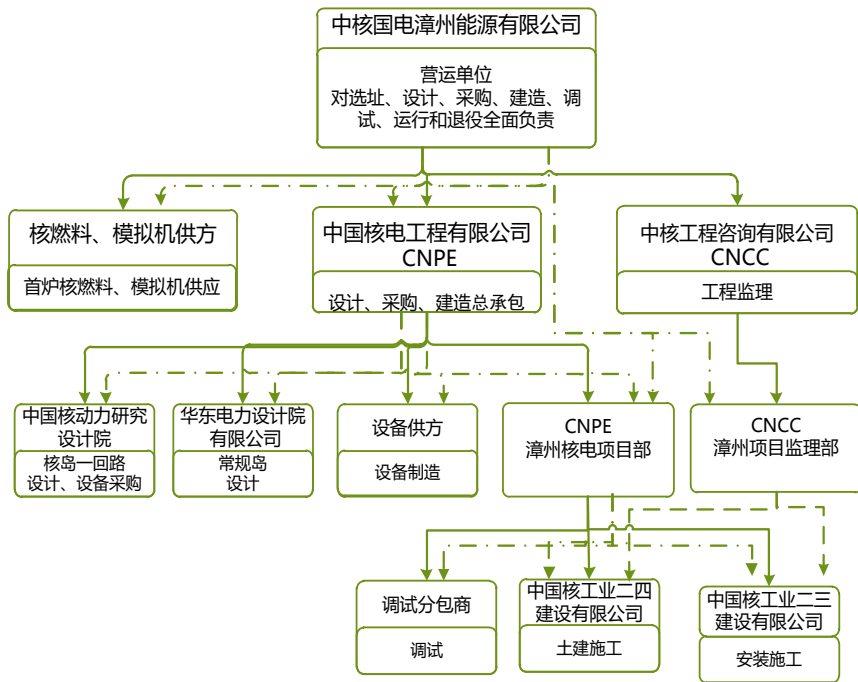 中核国电漳州能源有限公司
营运单位
对选址、设计、采购、建造、调
试、运行和退役全面负责
核燃料、模拟机供方
首炉核燃料、模拟机供应
中国核电工程有限公司
CNPE
设计、采购、建造总承包
中核工程咨询有限公司
CNCC
工程监理
中国核动力研究
设计院
核岛一回路
设计、设备采购
华东电力设计院
有限公司
常规岛
设计
设备供方
设备制造
CNPE
漳州核电项目部
CNCC
漳州项目监理部
调试分包商
调试
中国核工业二四
建设有限公司
土建施工
中国核工业二三
建设有限公司
安装施工